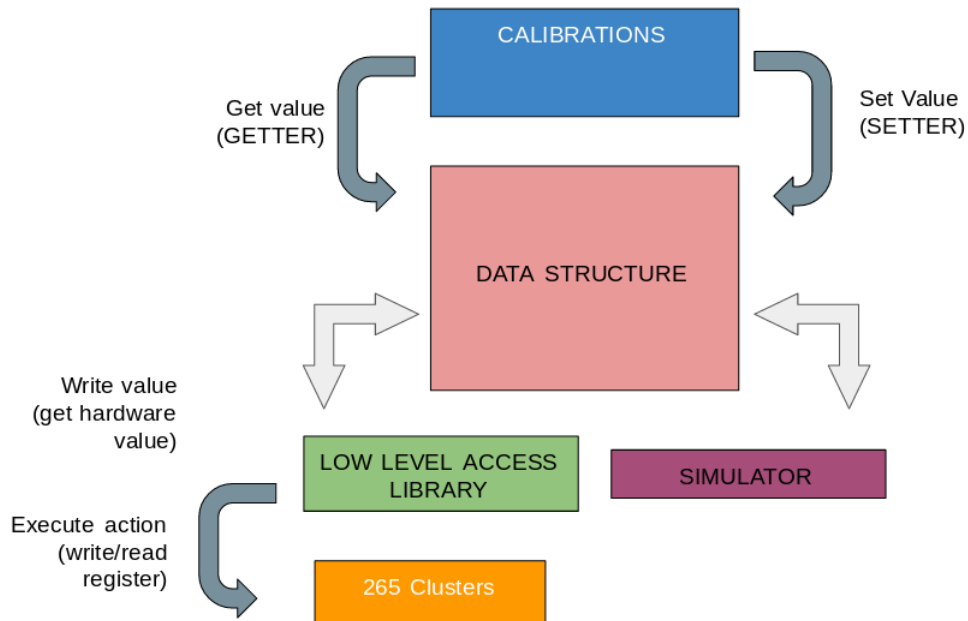 CALIBRATIONS
Get value
(GETTER)
Set Value
(SETTER)
DATA STRUCTURE
Write value
(get hardware
value)
LOW LEVEL ACCESS
LIBRARY
SIMULATOR
Execute action
(write/read
register)
265 Clusters